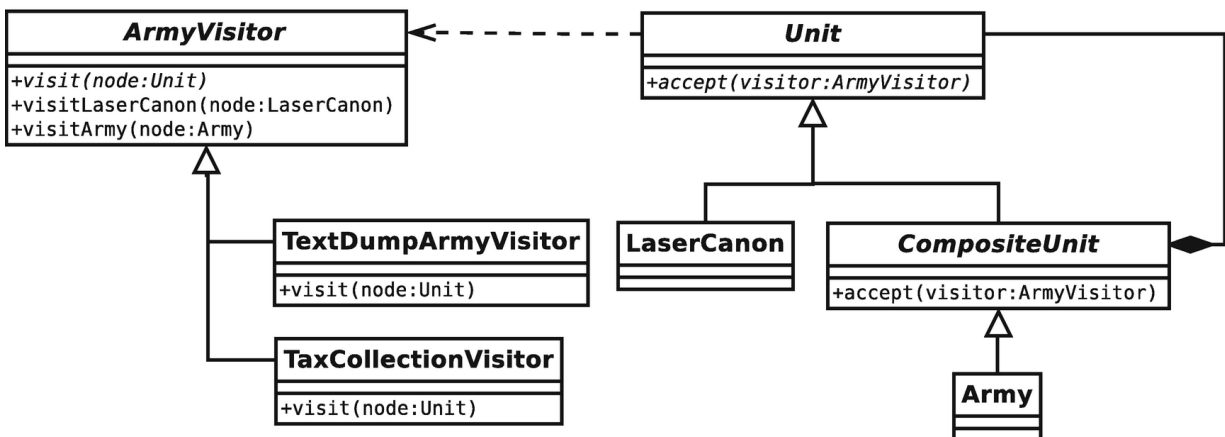 ArmyVisitor
+visit(node:Unit)
+visitLaserCanon(node:LaserCanon)
+visitArmy(node:Army)
TextDumpArmyVisitor
+visit(node:Unit)
TaxCollectionVisitor
+visit(node:Unit)
Unit
+accept(visitor:ArmyVisitor)
LaserCanon
CompositeUnit
+accept(visitor:ArmyVisitor)
Army